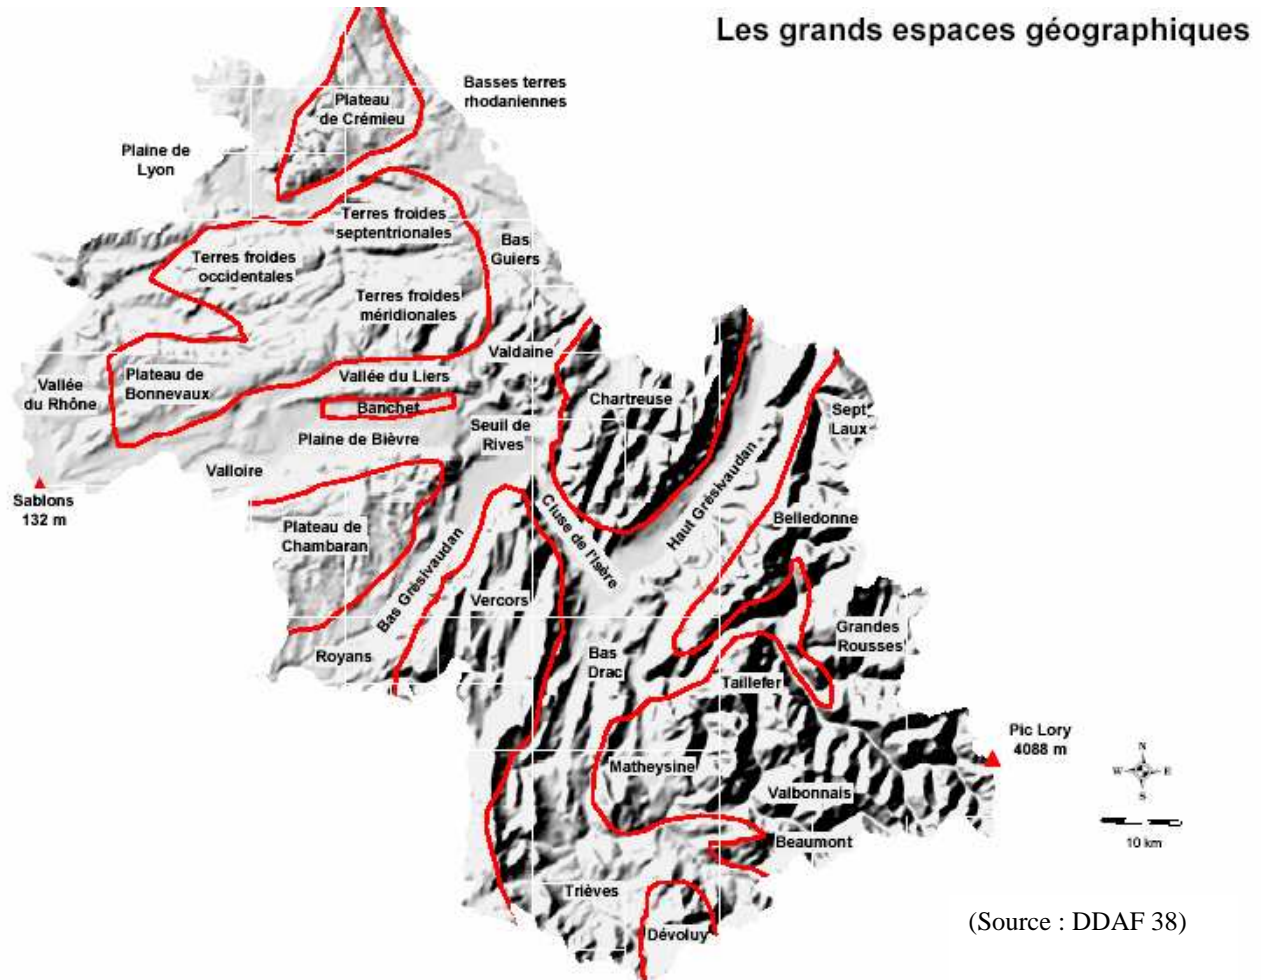 Les grands espaces géographiques
Basses terres
rhodaniennes
Plateau
de Crémieu
Plaine de
Lyon
Terres froides
septentrionales
Bas
Guiers
Terres froides
occidentales
Terres froides
méridionales
Valdaine
Vallée
du Rhône
Plateau de
Bonnevaux
Vallée du Liers
Chartreuse
Banchet
Sept
Laux
Plaine de Bièvre
Seuil de
Rives
Valloire
Haut Grésivaudan
Sablons
132 m
Plateau de
Chambaran
Cluse de l'Isère
Belledonne
Bas Grésivaudan
Vercors
Grandes
Rousses
Royans
Bas
Drac
Taillefer
Pic Lory
4088 m
N
W E
S
10 km
Matheysine
Valbonnais
Beaumont
Trièves
Dévoluy
(Source : DDAF 38)